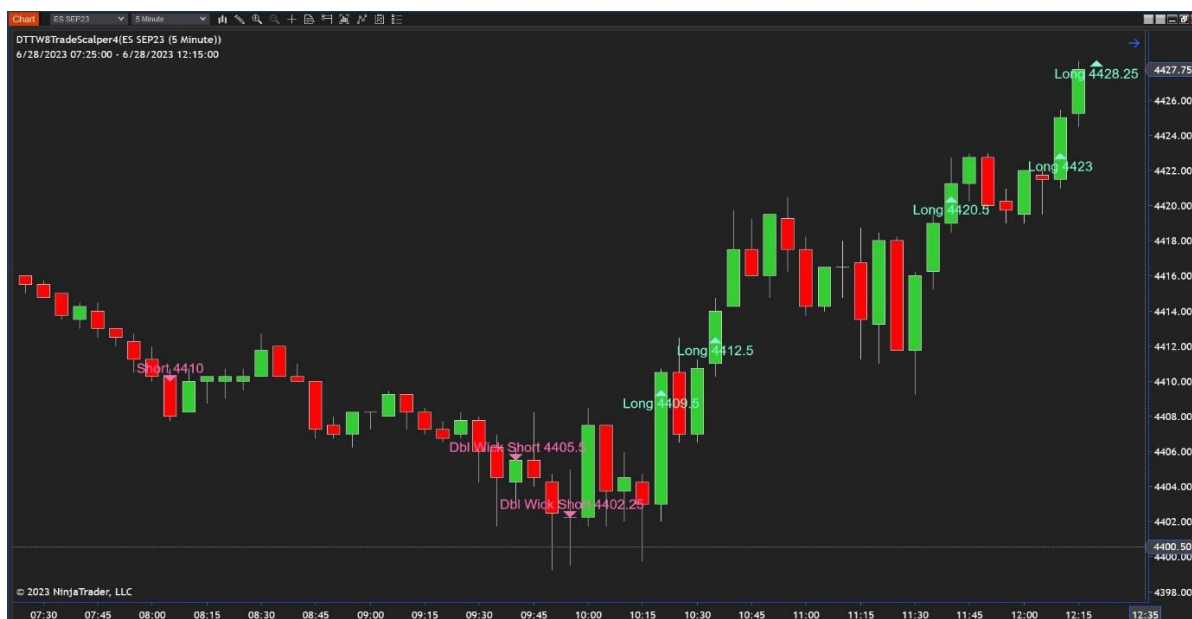 Chart ES SEP23 5 Minute
DTTW8TradeScalper4(ES SEP23 (5 Minute))
6/28/2023 07:25:00 - 6/28/2023 12:15:00
Long 4428.25
4427.75
4426.00
4424.00
Long 4423
4422.00
Long 4420.5
4420.00
4418.00
4416.00
4414.00
Long 4412.5
4412.00
Short 4410
4410.00
Long 4409.5
4408.00
Dbl Wick Short 4405.5
4406.00
4404.00
Dbl Wick Short 4402.25
4402.00
4400.50
4400.00
© 2023 NinjaTrader, LLC
4398.00
07:30 07:45 08:00 08:15 08:30 08:45 09:00 09:15 09:30 09:45 10:00 10:15 10:30 10:45 11:00 11:15 11:30 11:45 12:00 12:15 12:35